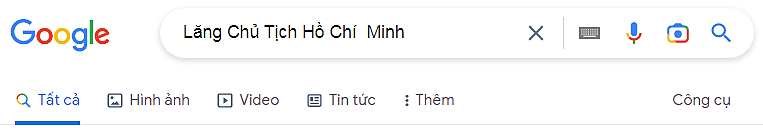 Google Lăng Chủ Tịch Hồ Chí  Minh
Tất cả Hình ảnh Video Tin tức Thêm Công cụ